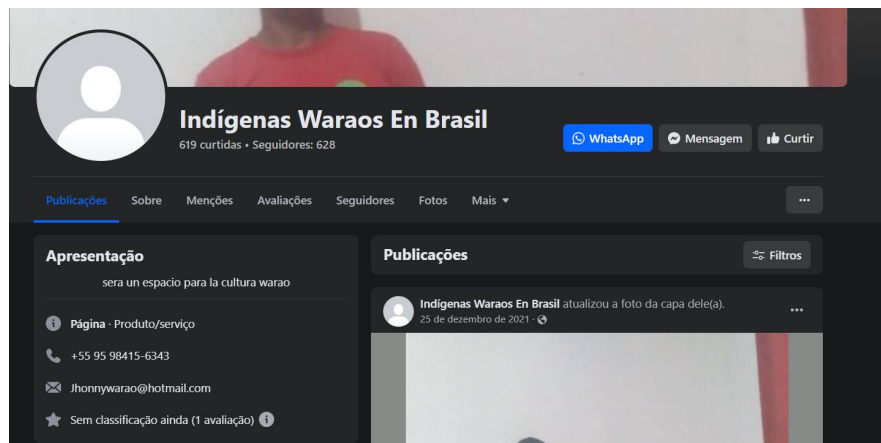 Indígenas Waraos En Brasil
619 curtidas • Seguidores: 628
WhatsApp
Mensagem
Curtir
Publicações
Sobre
Menções
Avaliações
Seguidores
Fotos
Mais
Apresentação
sera un espacio para la cultura warao
Página · Produto/serviço
+55 95 98415-6343
Jhonnywarao@hotmail.com
Sem classificação ainda (1 avaliação)
Publicações
Filtros
Indígenas Waraos En Brasil atualizou a foto da capa dele(a).
25 de dezembro de 2021 ·